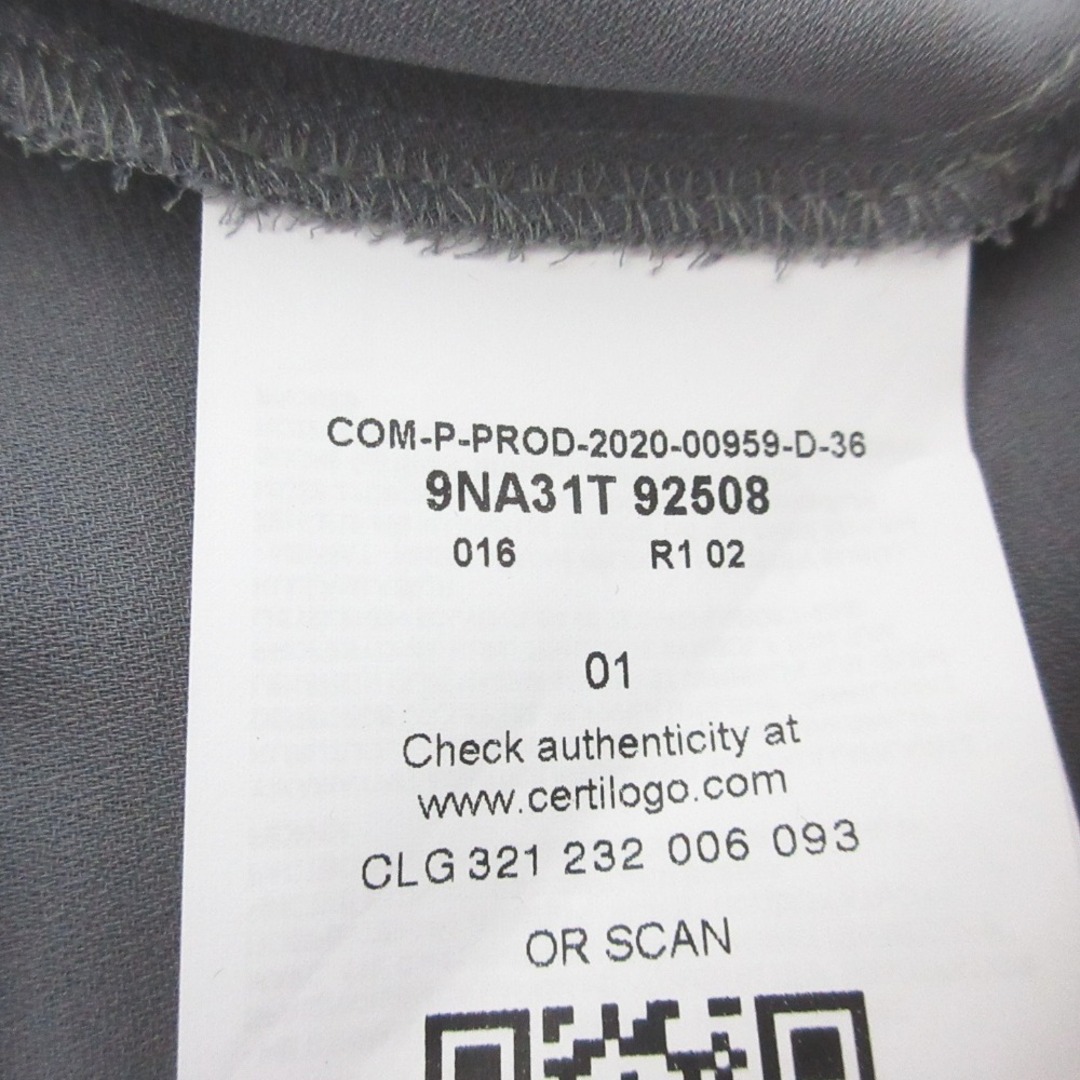 COM-P-PROD-2020-00959-D-36
9NA31T 92508
016 R1 02
01
Check authenticity at
www.certilogo.com
CLG 321 232 006 093
OR SCAN